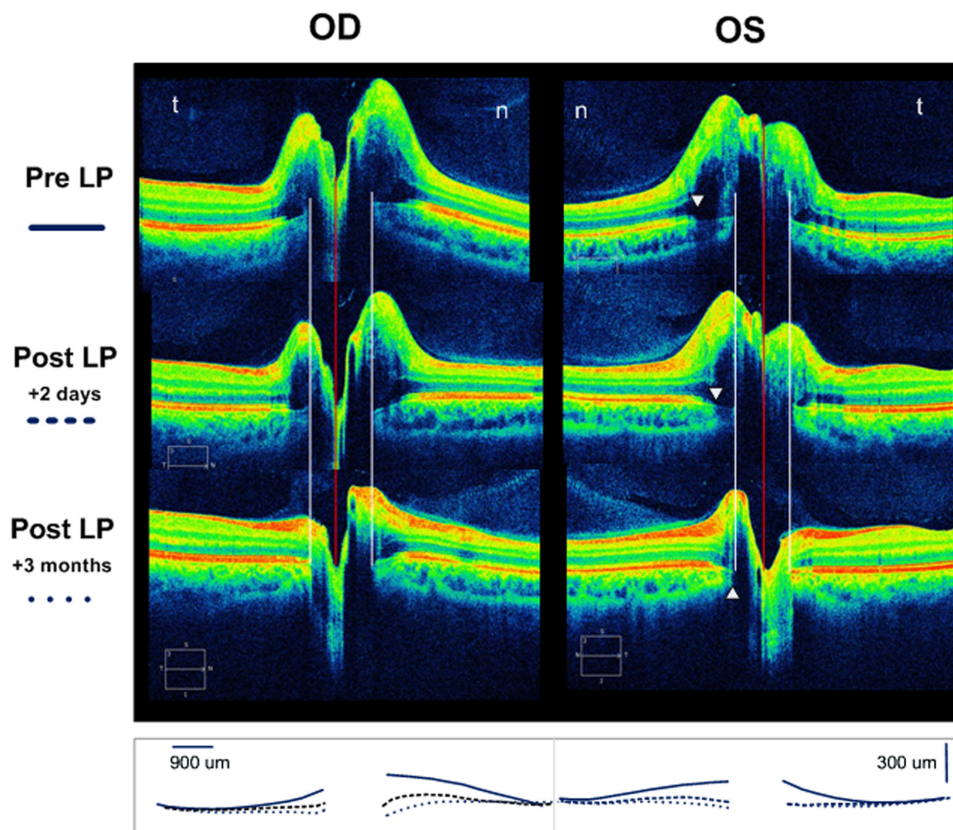 OD OS
t n n t
Pre LP
Post LP
+2 days
Post LP
+3 months
900 um 300 um